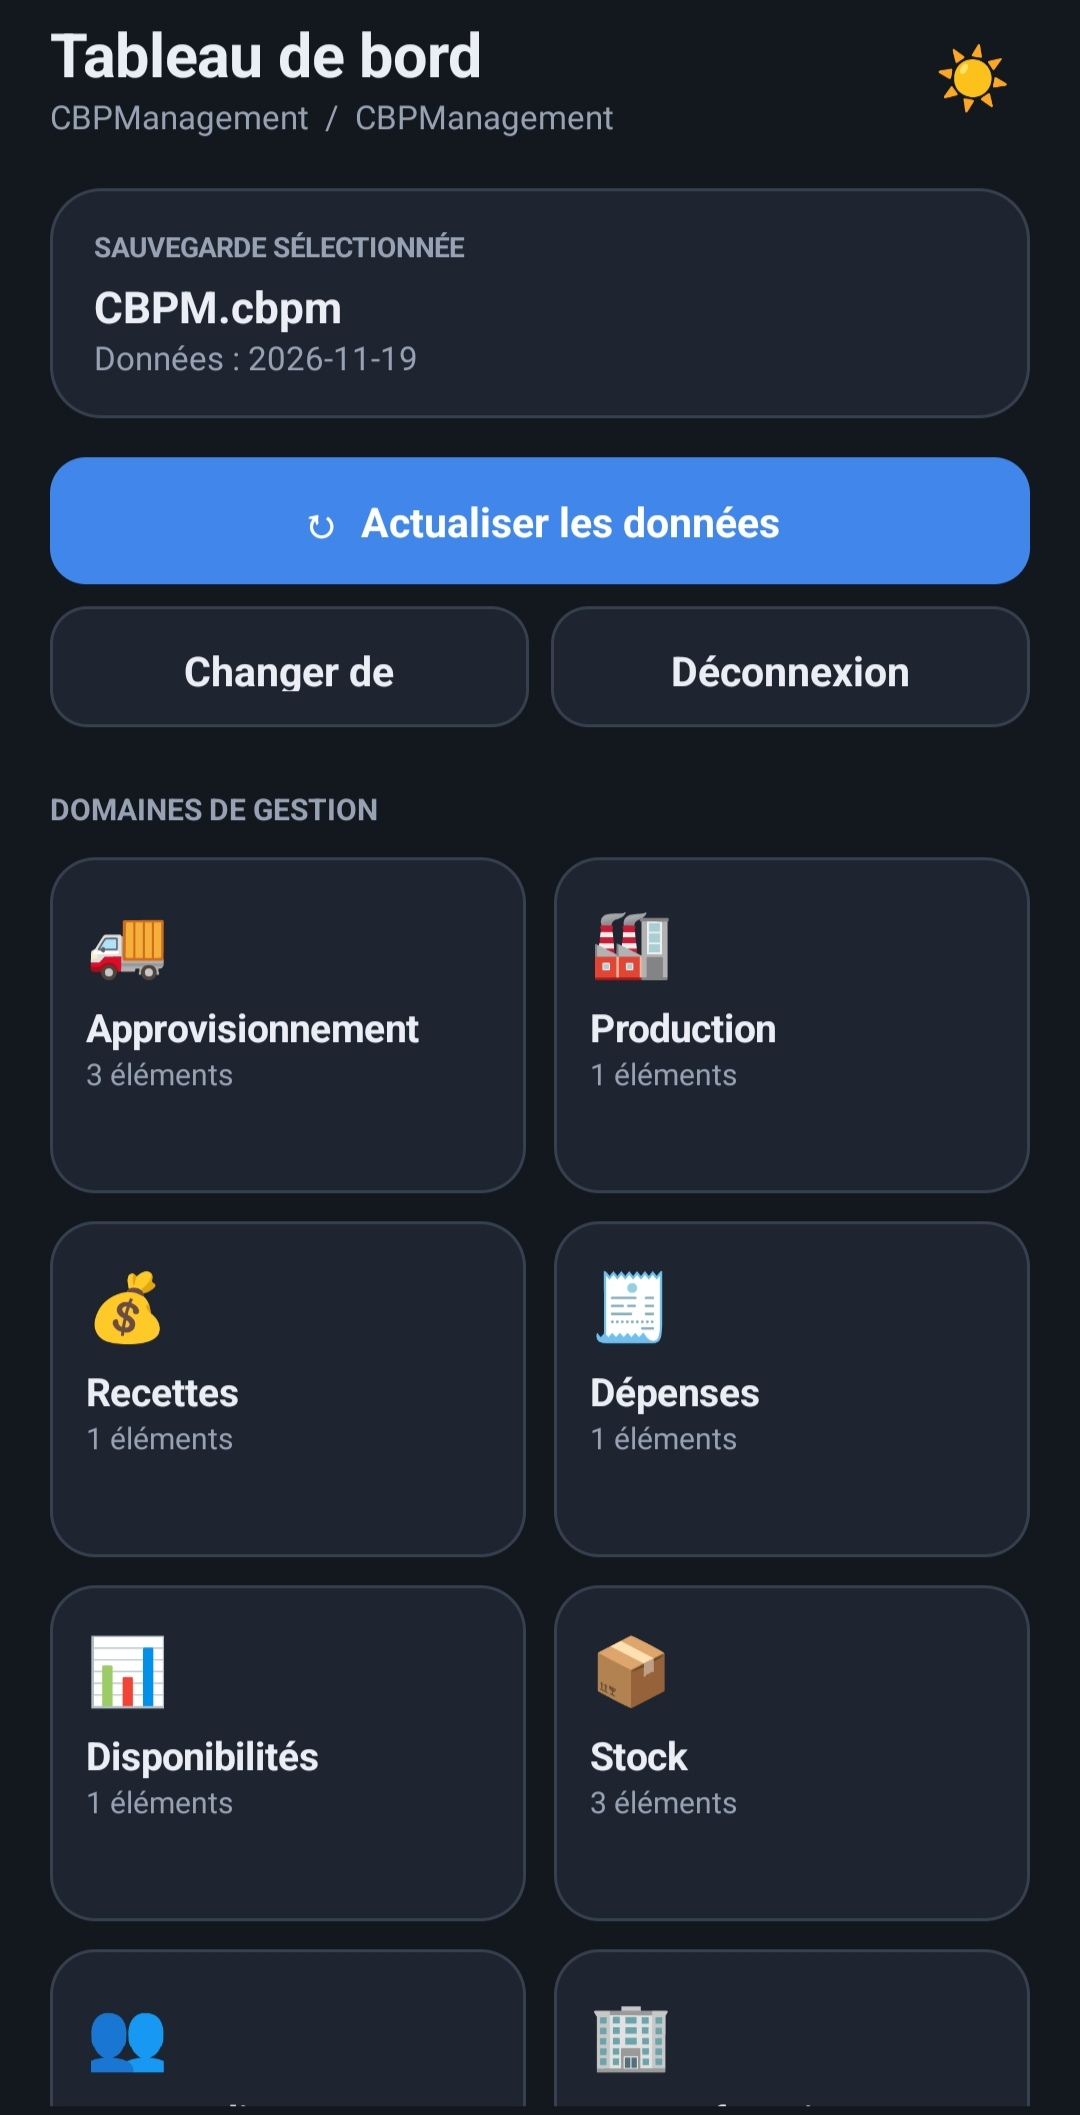 Tableau de bord
CBPManagement / CBPManagement
SAUVEGARDE SÉLECTIONNÉE
CBPM.cbpm
Données : 2026-11-19
↻ Actualiser les données
Changer de
Déconnexion
DOMAINES DE GESTION
Approvisionnement
3 éléments
Production
1 éléments
Recettes
1 éléments
Dépenses
1 éléments
Disponibilités
1 éléments
Stock
3 éléments